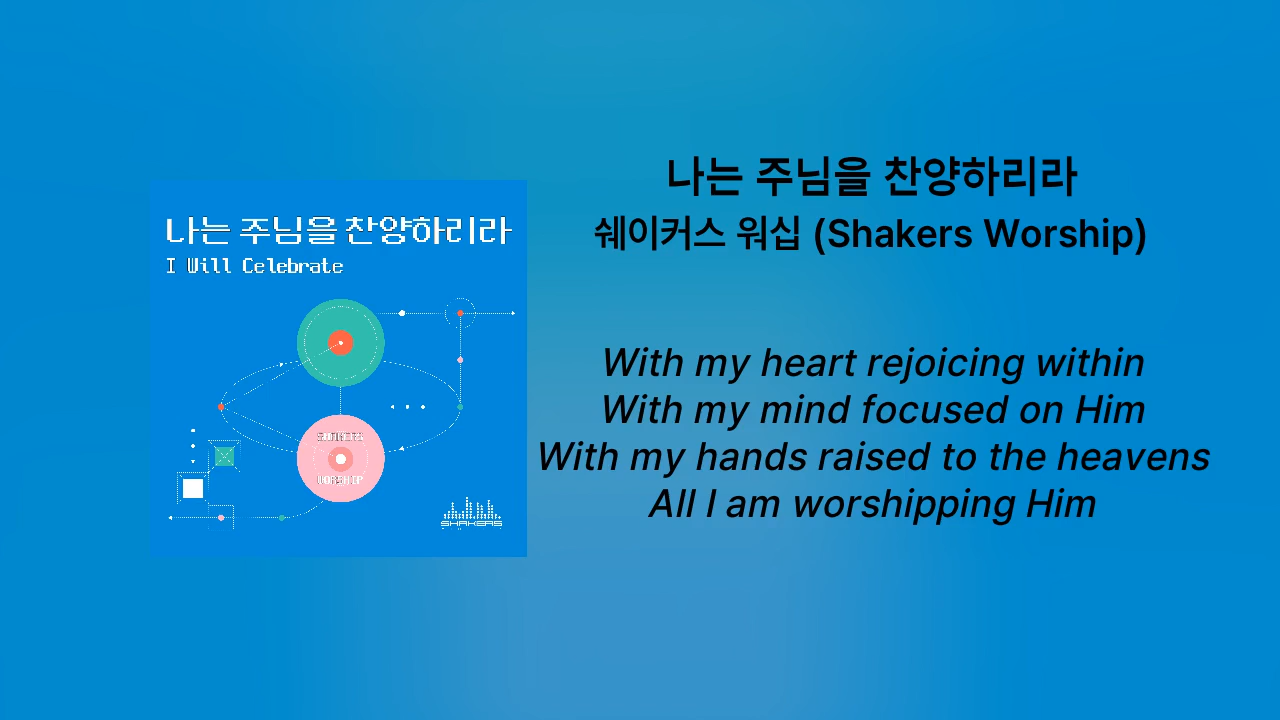 나는 주님을 찬양하리라
I Will Celebrate
SHAKERS
WORSHIP
SHAKERS
나는 주님을 찬양하리라
쉐이커스 워십 (Shakers Worship)
With my heart rejoicing within
With my mind focused on Him
With my hands raised to the heavens
All I am worshipping Him